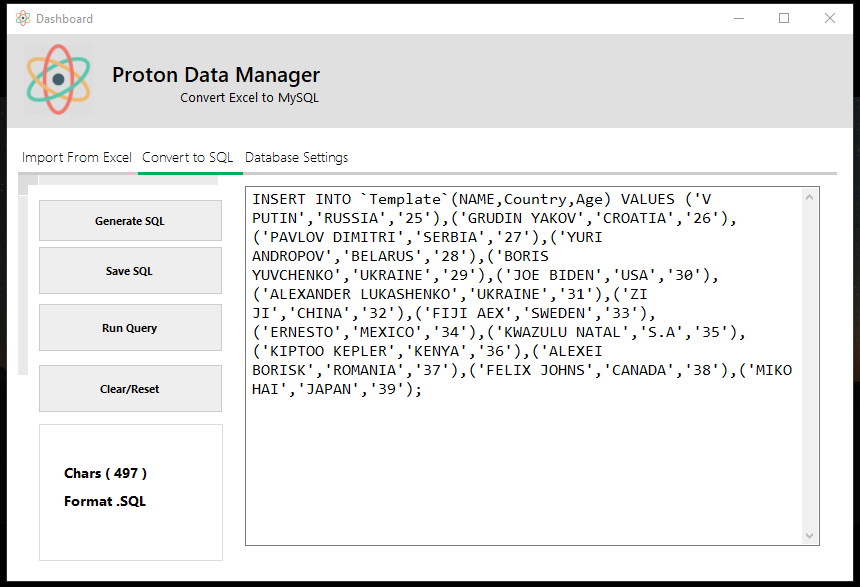 Dashboard
Proton Data Manager
Convert Excel to MySQL
Import From Excel
Convert to SQL
Database Settings
Generate SQL
Save SQL
Run Query
Clear/Reset
Chars ( 497 )
Format .SQL
INSERT INTO `Template`(NAME,Country,Age) VALUES ('V
PUTIN','RUSSIA','25'),('GRUDIN YAKOV','CROATIA','26'),
('PAVLOV DIMITRI','SERBIA','27'),('YURI
ANDROPOV','BELARUS','28'),('BORIS
YUVCHENKO','UKRAINE','29'),('JOE BIDEN','USA','30'),
('ALEXANDER LUKASHENKO','UKRAINE','31'),('ZI
JI','CHINA','32'),('FIJI AEX','SWEDEN','33'),
('ERNESTO','MEXICO','34'),('KWAZULU NATAL','S.A','35'),
('KIPTOO KEPLER','KENYA','36'),('ALEXEI
BORISK','ROMANIA','37'),('FELIX JOHNS','CANADA','38'),('MIKO
HAI','JAPAN','39');